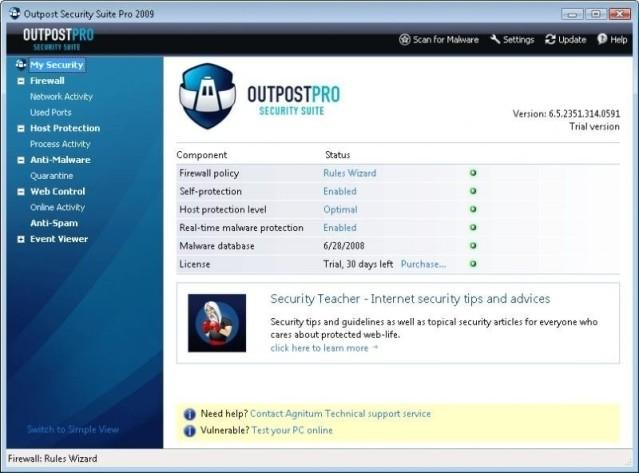 Outpost Security Suite Pro 2009
OUTPOSTPRO
SECURITY SUITE
Scan for Malware Settings Update Help
My Security
Firewall
Network Activity
Used Ports
Host Protection
Process Activity
Anti-Malware
Quarantine
Web Control
Online Activity
Anti-Spam
Event Viewer
Switch to Simple View
OUTPOSTPRO
SECURITY SUITE
Version: 6.5.2351.314.0591
Trial version
Component Status
Firewall policy Rules Wizard
Self-protection Enabled
Host protection level Optimal
Real-time malware protection Enabled
Malware database 6/28/2008
License Trial, 30 days left Purchase...
Security Teacher - Internet security tips and advices
Security tips and guidelines as well as topical security articles for everyone who
cares about protected web-life.
click here to learn more →
Need help? Contact Agnitum Technical support service
Vulnerable? Test your PC online
Firewall: Rules Wizard